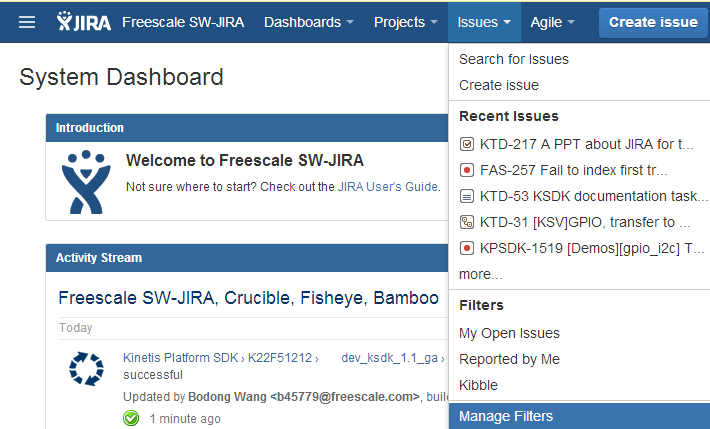 JIRA Freescale SW-JIRA Dashboards Projects Issues Agile Create issue
System Dashboard
Introduction
Welcome to Freescale SW-JIRA
Not sure where to start? Check out the JIRA User's Guide.
Activity Stream
Freescale SW-JIRA, Crucible, Fisheye, Bamboo
Today
Kinetis Platform SDK › K22F51212 › dev_ksdk_1.1_ga ›
successful
Updated by Bodong Wang <b45779@freescale.com>, build
1 minute ago
Search for Issues
Create issue
Recent Issues
KTD-217 A PPT about JIRA for t...
FAS-257 Fail to index first tr...
KTD-53 KSDK documentation task...
KTD-31 [KSV]GPIO, transfer to ...
KPSDK-1519 [Demos][gpio_i2c] T...
more...
Filters
My Open Issues
Reported by Me
Kibble
Manage Filters